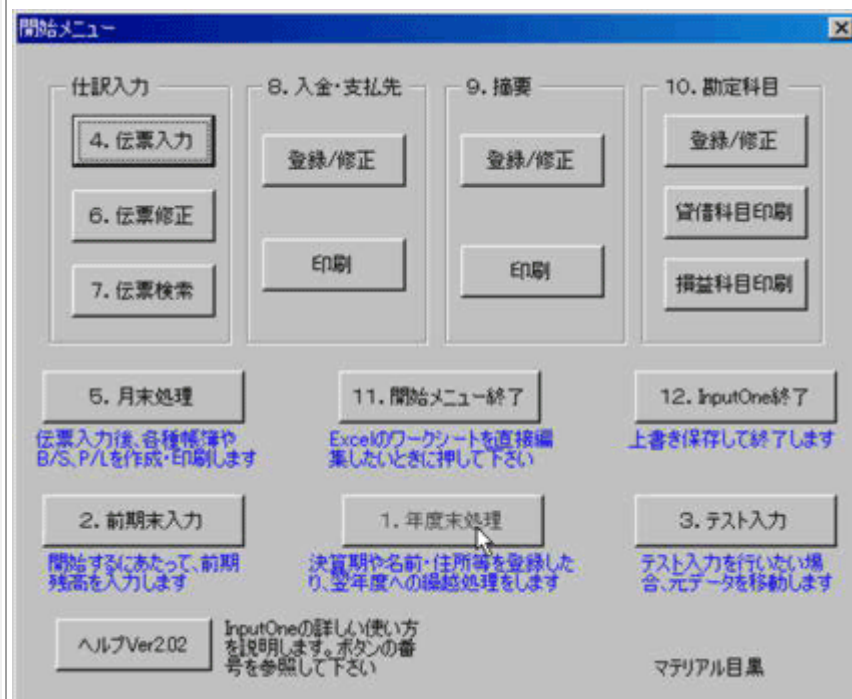 開始メニュー
仕訳入力
8. 入金・支払先
9. 摘要
10. 勘定科目
4. 伝票入力
登録/修正
登録/修正
登録/修正
6. 伝票修正
貸借科目印刷
印刷
印刷
7. 伝票検索
損益科目印刷
5. 月末処理
11. 開始メニュー終了
12. InputOne終了
伝票入力後、各種帳簿や
B/S、P/Lを作成・印刷します
Excelのワークシートを直接編
集したいときに押して下さい
上書き保存して終了します
2. 前期末入力
1. 年度末処理
3. テスト入力
開始するにあたって、前期
残高を入力します
決算期や名前・住所等を登録した
り、翌年度への繰越処理をします
テスト入力を行いたい場
合、元データを移動します
ヘルプVer2.02
InputOneの詳しい使い方
を説明します。ボタンの番
号を参照して下さい
マテリアル目黒